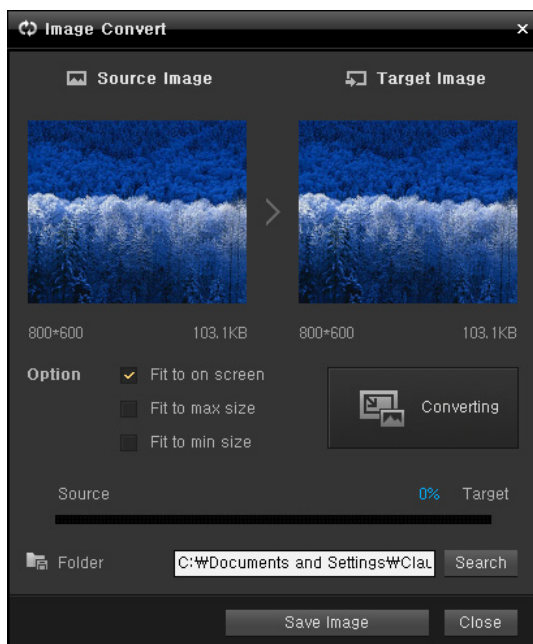 Image Convert
Source Image
Target Image
800*600
103.1KB
800*600
103.1KB
Option
Fit to on screen
Fit to max size
Fit to min size
Converting
Source
0%
Target
Folder
C:₩Documents and Settings₩Clau
Search
Save Image
Close